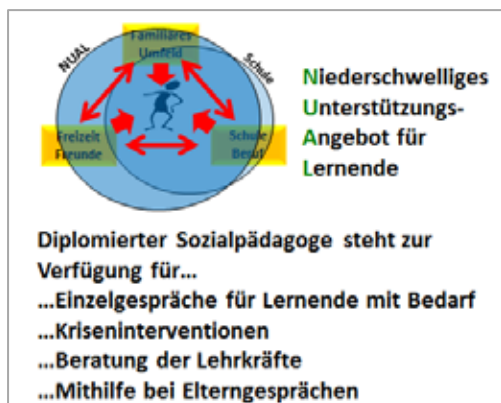 NUAL
Schule
Familiäres
Umfeld
Freizeit
Freunde
Schule
Beruf
Niederschwelliges
Unterstützungs-
Angebot für
Lernende
Diplomierter Sozialpädagoge steht zur
Verfügung für...
...Einzelgespräche für Lernende mit Bedarf
...Kriseninterventionen
...Beratung der Lehrkräfte
...Mithilfe bei Elterngesprächen